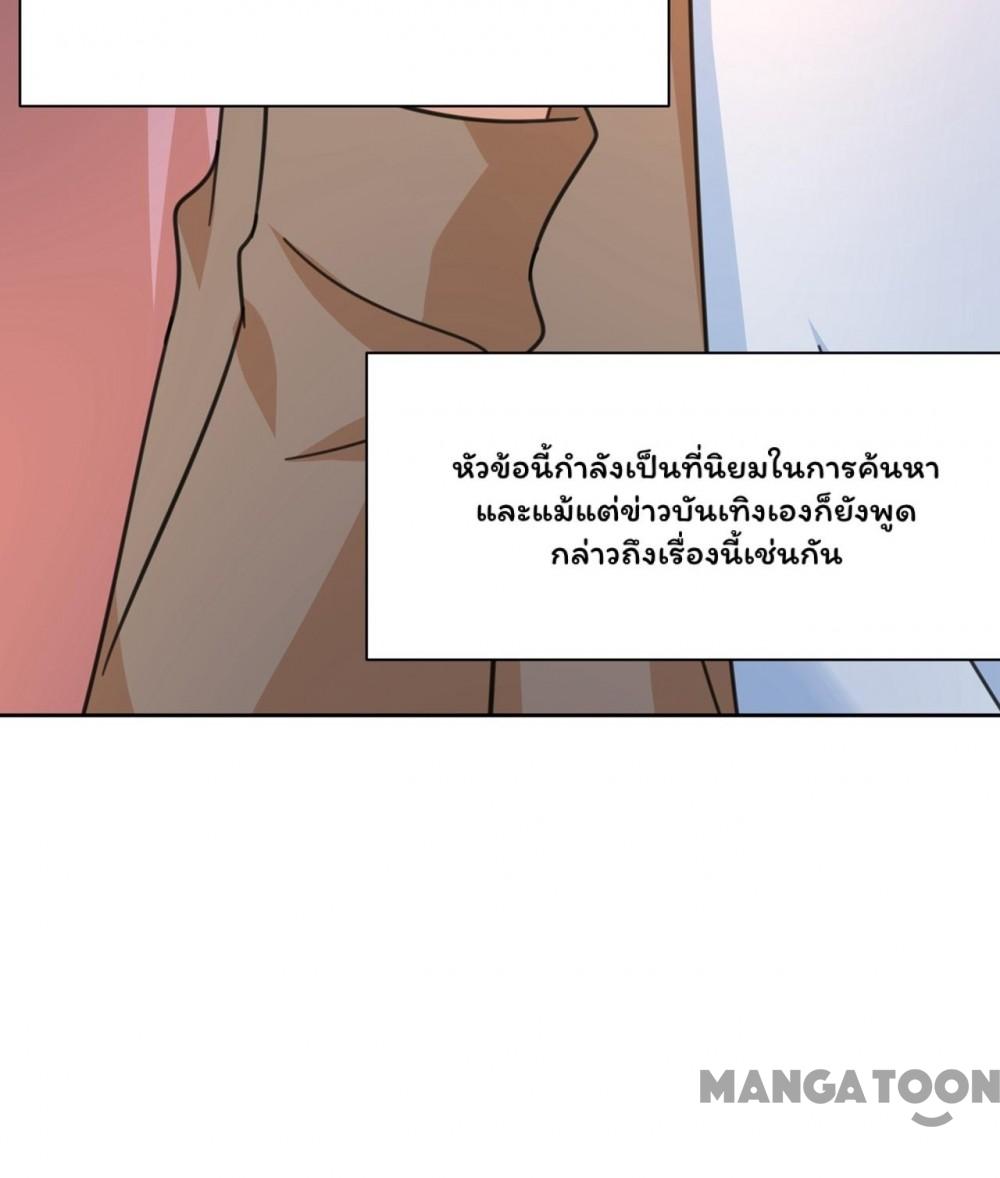 หัวข้อนี้กำลังเป็นที่นิยมในการค้นหา
และแม้แต่ข่าวบันเทิงเองก็ยังพูด
กล่าวถึงเรื่องนี้เช่นกัน
MANGATOON